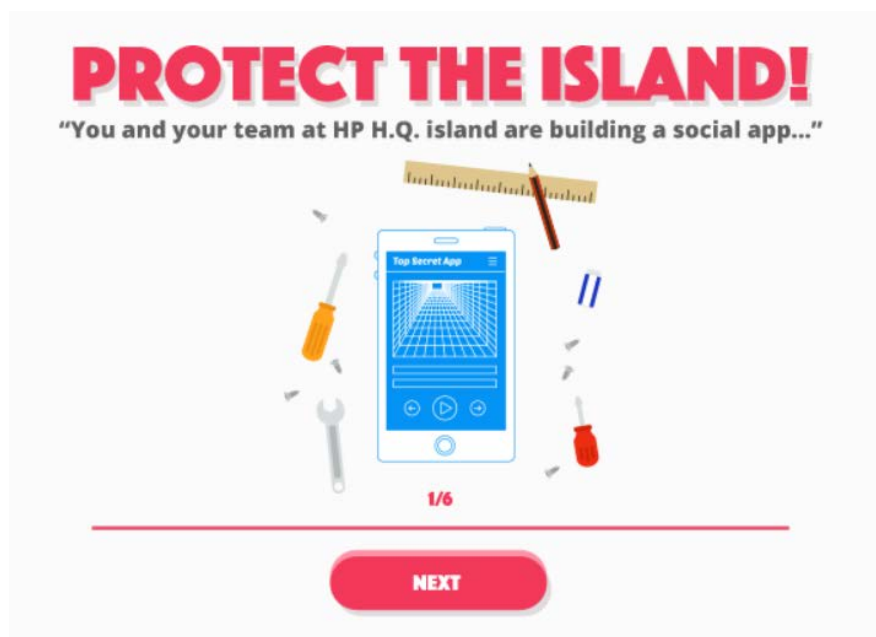 PROTECT THE ISLAND!
“You and your team at HP H.Q. island are building a social app...”
Top Secret App
1/6
NEXT